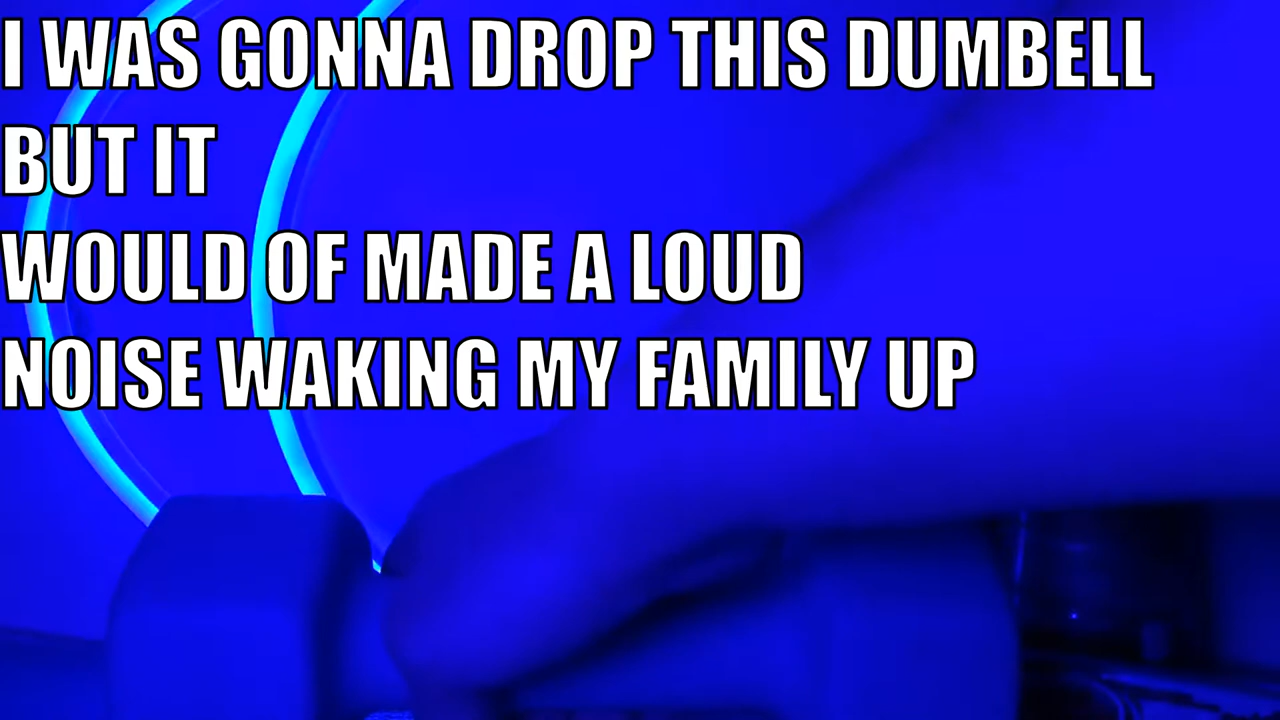 I WAS GONNA DROP THIS DUMBELL
BUT IT
WOULD OF MADE A LOUD
NOISE WAKING MY FAMILY UP